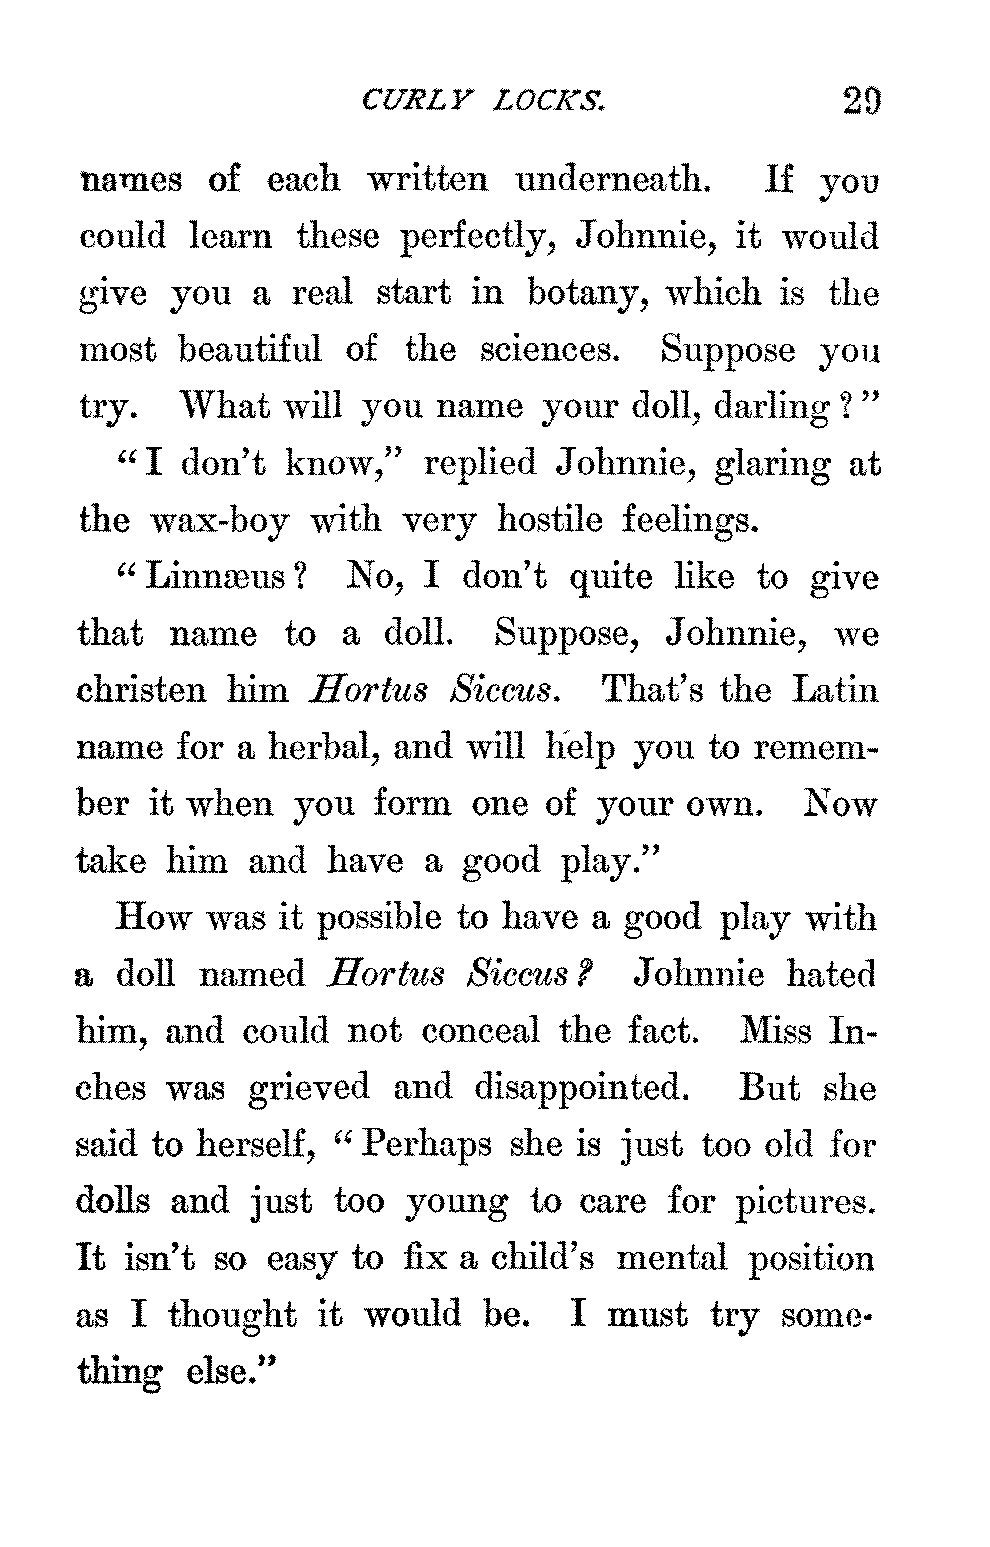 CURLY LOCKS. 29
names of each written underneath. If you
could learn these perfectly, Johnnie, it would
give you a real start in botany, which is the
most beautiful of the sciences. Suppose you
try. What will you name your doll, darling?"
"I don't know," replied Johnnie, glaring at
the wax-boy with very hostile feelings.
"Linnæus? No, I don't quite like to give
that name to a doll. Suppose, Johnnie, we
christen him Hortus Siccus. That's the Latin
name for a herbal, and will help you to remem-
ber it when you form one of your own. Now
take him and have a good play."
How was it possible to have a good play with
a doll named Hortus Siccus? Johnnie hated
him, and could not conceal the fact. Miss In-
ches was grieved and disappointed. But she
said to herself, "Perhaps she is just too old for
dolls and just too young to care for pictures.
It isn't so easy to fix a child's mental position
as I thought it would be. I must try some-
thing else."